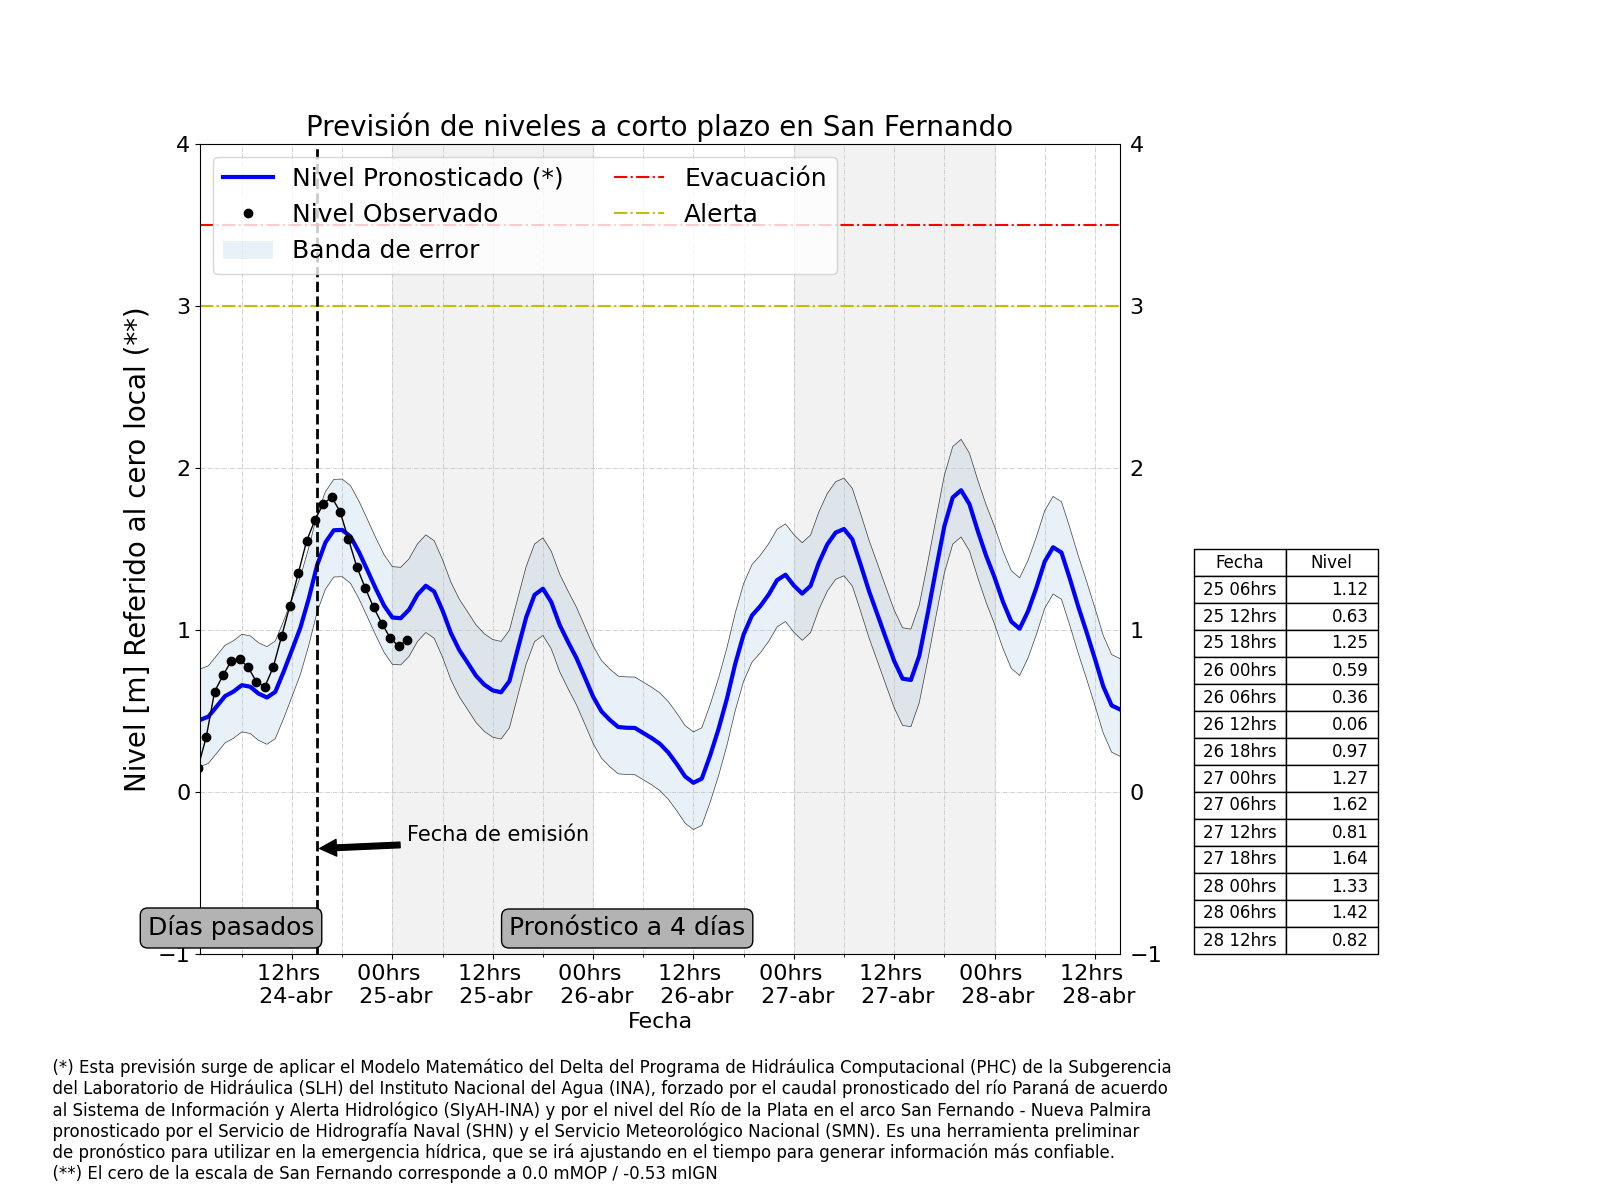 Previsión de niveles a corto plazo en San Fernando
Nivel Pronosticado (*)
Nivel Observado
Banda de error
Evacuación
Alerta
Nivel [m] Referido al cero local (**)
4
3
2
1
0
−1
4
3
2
1
0
−1
Fecha de emisión
Días pasados
Pronóstico a 4 días
12hrs
24-abr
00hrs
25-abr
12hrs
25-abr
00hrs
26-abr
12hrs
26-abr
00hrs
27-abr
12hrs
27-abr
00hrs
28-abr
12hrs
28-abr
Fecha
Fecha Nivel
25 06hrs 1.12
25 12hrs 0.63
25 18hrs 1.25
26 00hrs 0.59
26 06hrs 0.36
26 12hrs 0.06
26 18hrs 0.97
27 00hrs 1.27
27 06hrs 1.62
27 12hrs 0.81
27 18hrs 1.64
28 00hrs 1.33
28 06hrs 1.42
28 12hrs 0.82
(*) Esta previsión surge de aplicar el Modelo Matemático del Delta del Programa de Hidráulica Computacional (PHC) de la Subgerencia
del Laboratorio de Hidráulica (SLH) del Instituto Nacional del Agua (INA), forzado por el caudal pronosticado del río Paraná de acuerdo
al Sistema de Información y Alerta Hidrológico (SIyAH-INA) y por el nivel del Río de la Plata en el arco San Fernando - Nueva Palmira
pronosticado por el Servicio de Hidrografía Naval (SHN) y el Servicio Meteorológico Nacional (SMN). Es una herramienta preliminar
de pronóstico para utilizar en la emergencia hídrica, que se irá ajustando en el tiempo para generar información más confiable.
(**) El cero de la escala de San Fernando corresponde a 0.0 mMOP / -0.53 mIGN